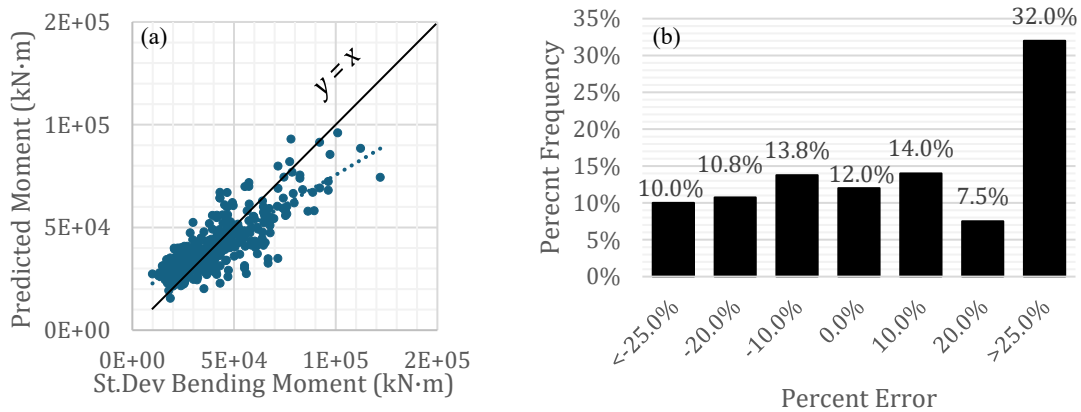 (a)
2E+05
1E+05
5E+04
0E+00
Predicted Moment (kN·m)
y = x
0E+00 5E+04 1E+05 2E+05
St.Dev Bending Moment (kN·m)
(b)
35%
30%
25%
20%
15%
10%
5%
0%
Perecnt Frequency
10.0% 10.8% 13.8% 12.0% 14.0% 7.5% 32.0%
<-25.0% -20.0% -10.0% 0.0% 10.0% 20.0% >25.0%
Percent Error